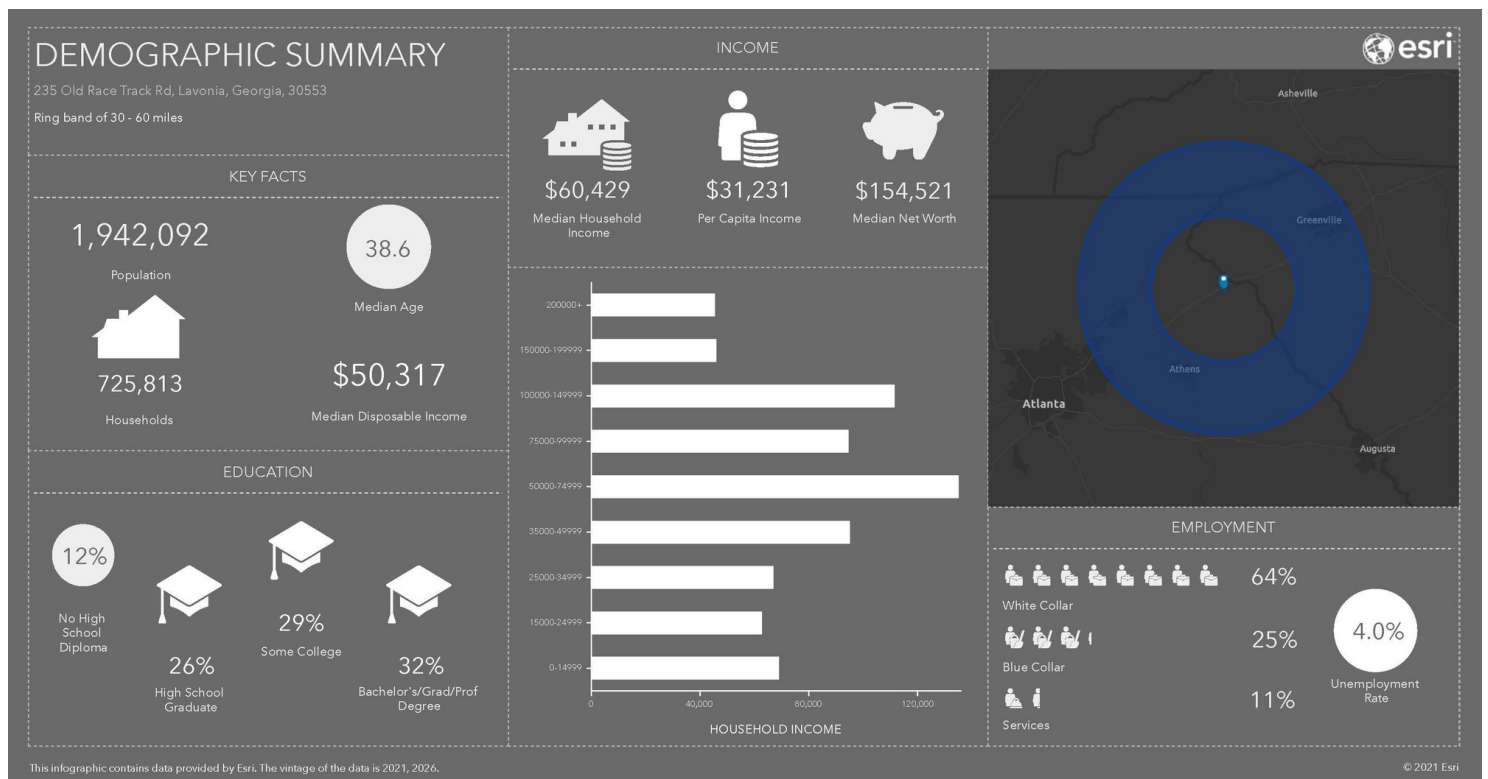 DEMOGRAPHIC SUMMARY
235 Old Race Track Rd, Lavonia, Georgia, 30553
Ring band of 30 - 60 miles
KEY FACTS
1,942,092
Population
38.6
Median Age
725,813
Households
$50,317
Median Disposable Income
EDUCATION
12%
No High
School
Diploma
26%
High School
Graduate
29%
Some College
32%
Bachelor's/Grad/Prof
Degree
INCOME
$60,429
Median Household
Income
$31,231
Per Capita Income
$154,521
Median Net Worth
200000+
150000-199999
100000-149999
75000-99999
50000-74999
35000-49999
25000-34999
15000-24999
0-14999
0 40,000 80,000 120,000
HOUSEHOLD INCOME
esri
Asheville
Greenville
Athens
Atlanta
Augusta
EMPLOYMENT
64%
White Collar
25%
Blue Collar
11%
Services
4.0%
Unemployment
Rate
This infographic contains data provided by Esri. The vintage of the data is 2021, 2026.
© 2021 Esri